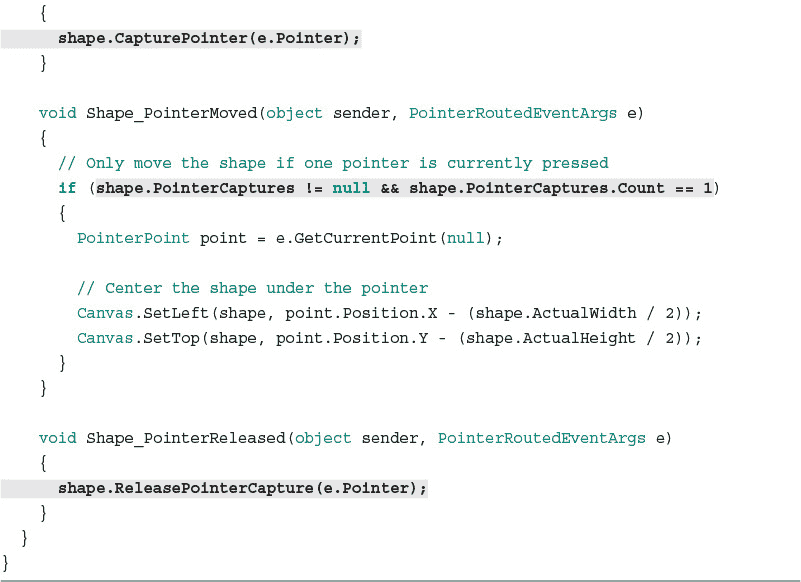 {
shape.CapturePointer(e.Pointer);
}
void Shape_PointerMoved(object sender, PointerRoutedEventArgs e)
{
// Only move the shape if one pointer is currently pressed
if (shape.PointerCaptures != null && shape.PointerCaptures.Count == 1)
{
PointerPoint point = e.GetCurrentPoint(null);
// Center the shape under the pointer
Canvas.SetLeft(shape, point.Position.X - (shape.ActualWidth / 2));
Canvas.SetTop(shape, point.Position.Y - (shape.ActualHeight / 2));
}
}
void Shape_PointerReleased(object sender, PointerRoutedEventArgs e)
{
shape.ReleasePointerCapture(e.Pointer);
}
}
}